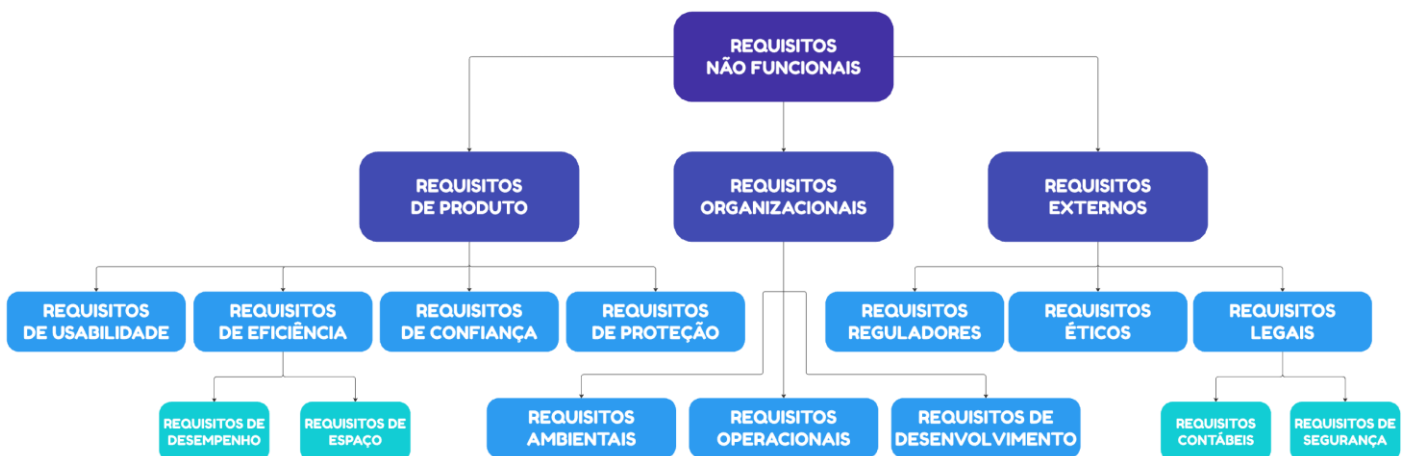 REQUISITOS
NÃO FUNCIONAIS
REQUISITOS
DE PRODUTO
REQUISITOS
ORGANIZACIONAIS
REQUISITOS
EXTERNOS
REQUISITOS
DE USABILIDADE
REQUISITOS
DE EFICIÊNCIA
REQUISITOS
DE CONFIANÇA
REQUISITOS
DE PROTEÇÃO
REQUISITOS
REGULADORES
REQUISITOS
ÉTICOS
REQUISITOS
LEGAIS
REQUISITOS DE
DESEMPENHO
REQUISITOS DE
ESPAÇO
REQUISITOS
AMBIENTAIS
REQUISITOS
OPERACIONAIS
REQUISITOS DE
DESENVOLVIMENTO
REQUISITOS
CONTÁBEIS
REQUISITOS DE
SEGURANÇA